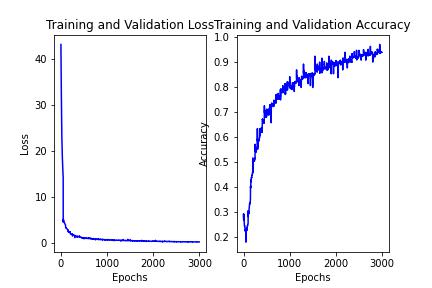 Training and Validation Loss
40
30
20
10
0
Loss
0 1000 2000 3000
Epochs
Training and Validation Accuracy
1.0
0.9
0.8
0.7
0.6
0.5
0.4
0.3
0.2
Accuracy
0 1000 2000 3000
Epochs